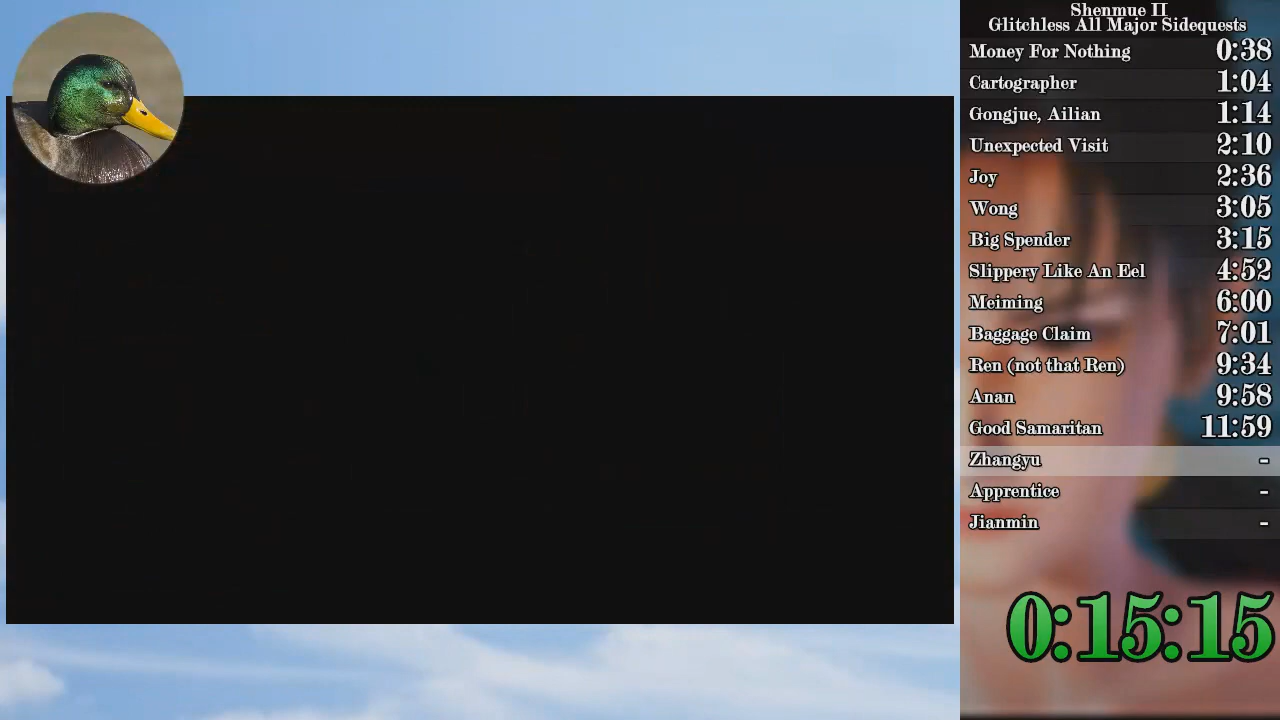 Shenmue II
Glitchless All Major Sidequests
Money For Nothing 0:38
Cartographer 1:04
Gongjue, Ailian 1:14
Unexpected Visit 2:10
Joy 2:36
Wong 3:05
Big Spender 3:15
Slippery Like An Eel 4:52
Meiming 6:00
Baggage Claim 7:01
Ren (not that Ren) 9:34
Anan 9:58
Good Samaritan 11:59
Zhangyu -
Apprentice -
Jianmin -
0:15:15